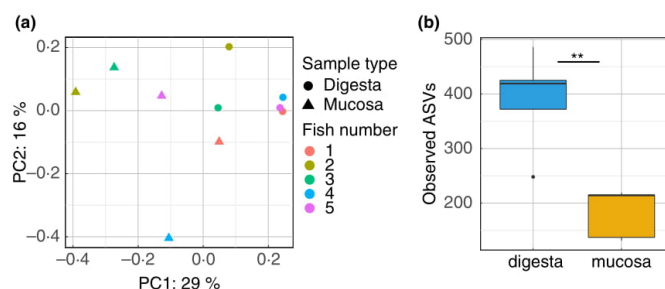 (a)
0·2
0·0
−0·2
−0·4
PC2: 16 %
−0·4 −0·2 0·0 0·2
PC1: 29 %
Sample type
Digesta
Mucosa
Fish number
1
2
3
4
5
(b)
500
400
200
Observed ASVs
**
digesta mucosa